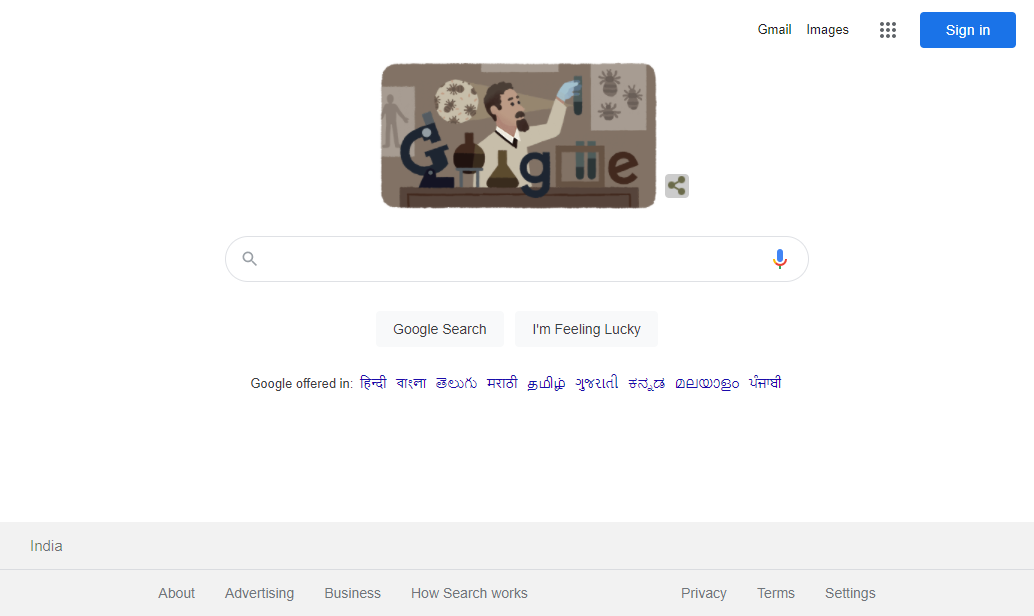 Gmail Images Sign in
Google
Google Search I'm Feeling Lucky
Google offered in: हिन्दी বাংলা తెలుగు मराठी தமிழ் ગુજરાતી ಕನ್ನಡ മലയാളം ਪੰਜਾਬੀ
India
About Advertising Business How Search works Privacy Terms Settings